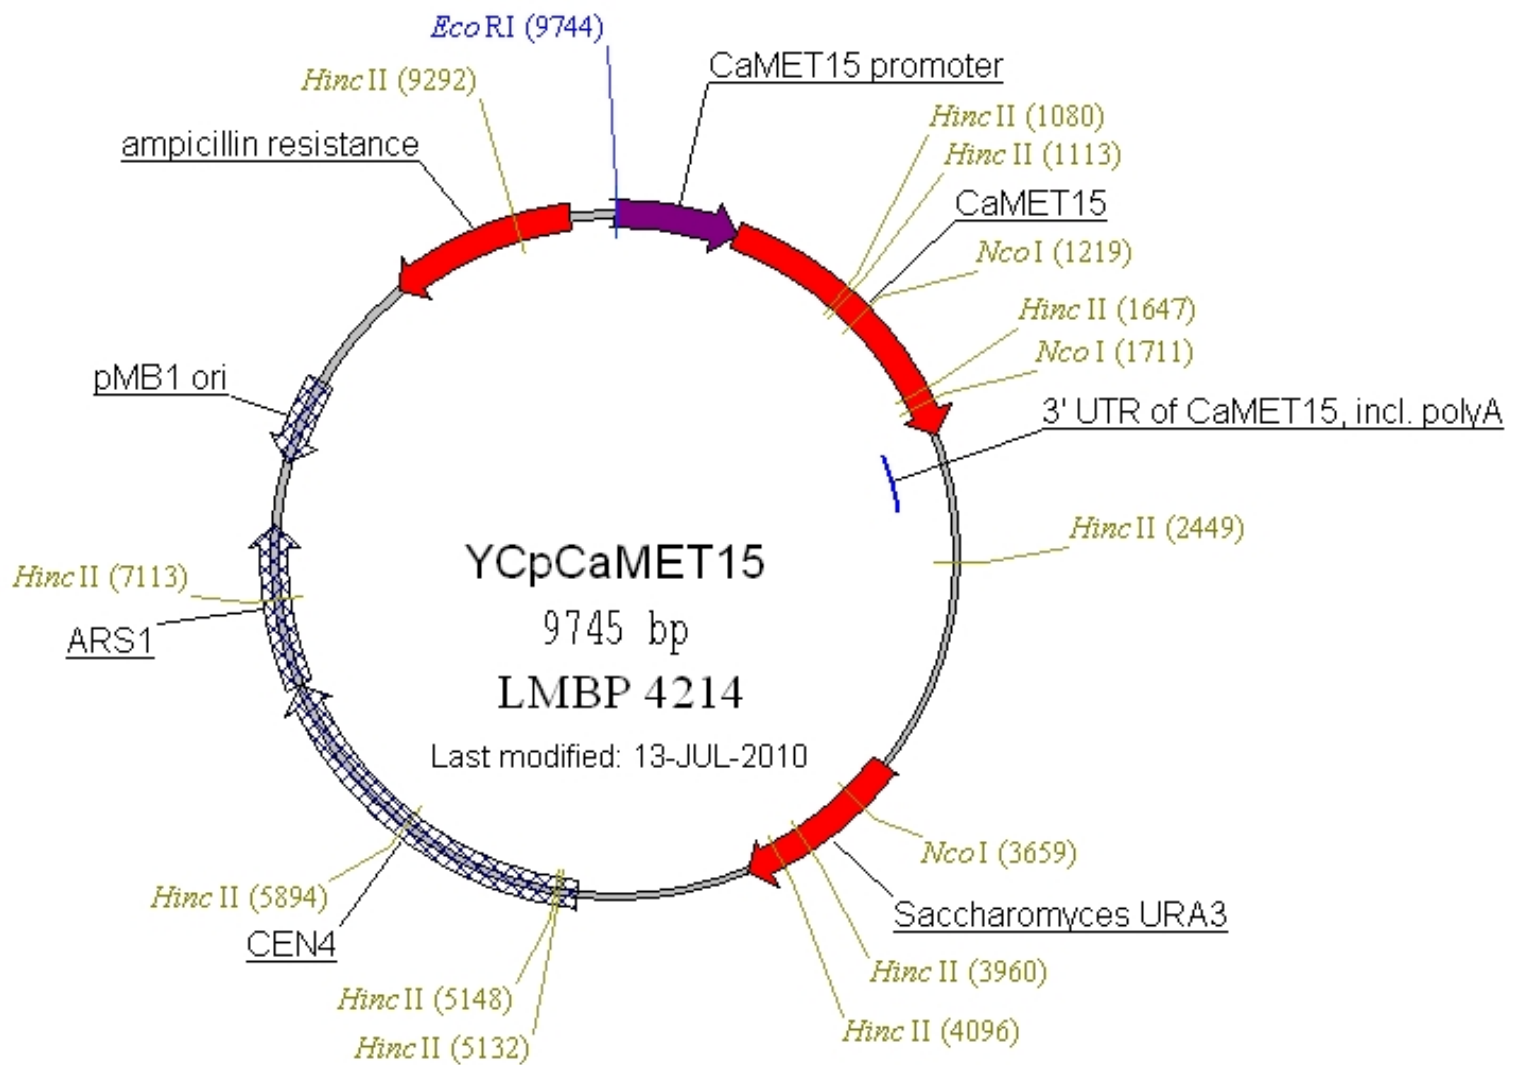 EcoRI (9744)
CaMET15 promoter
HincII (9292)
HincII (1080)
ampicillin resistance
HincII (1113)
CaMET15
NcoI (1219)
HincII (1647)
NcoI (1711)
pMB1 ori
3' UTR of CaMET15, incl. polyA
HincII (2449)
YCpCaMET15
HincII (7113)
9745 bp
ARS1
LMBP 4214
Last modified: 13-JUL-2010
NcoI (3659)
HincII (5894)
Saccharomyces URA3
CEN4
HincII (3960)
HincII (5148)
HincII (4096)
HincII (5132)